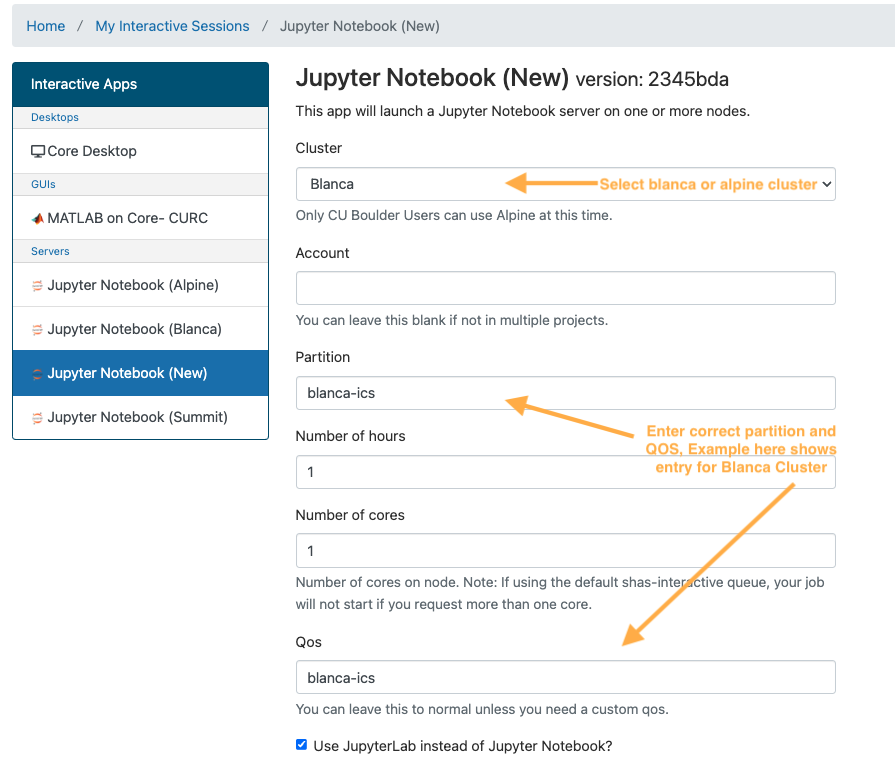 Home / My Interactive Sessions / Jupyter Notebook (New)
Interactive Apps
Desktops
Core Desktop
GUIs
MATLAB on Core- CURC
Servers
Jupyter Notebook (Alpine)
Jupyter Notebook (Blanca)
Jupyter Notebook (New)
Jupyter Notebook (Summit)
Jupyter Notebook (New) version: 2345bda
This app will launch a Jupyter Notebook server on one or more nodes.
Cluster
Blanca
Select blanca or alpine cluster
Only CU Boulder Users can use Alpine at this time.
Account
You can leave this blank if not in multiple projects.
Partition
blanca-ics
Enter correct partition and
QOS, Example here shows
entry for Blanca Cluster
Number of hours
1
Number of cores
1
Number of cores on node. Note: If using the default shas-interactive queue, your job
will not start if you request more than one core.
Qos
blanca-ics
You can leave this to normal unless you need a custom qos.
Use JupyterLab instead of Jupyter Notebook?